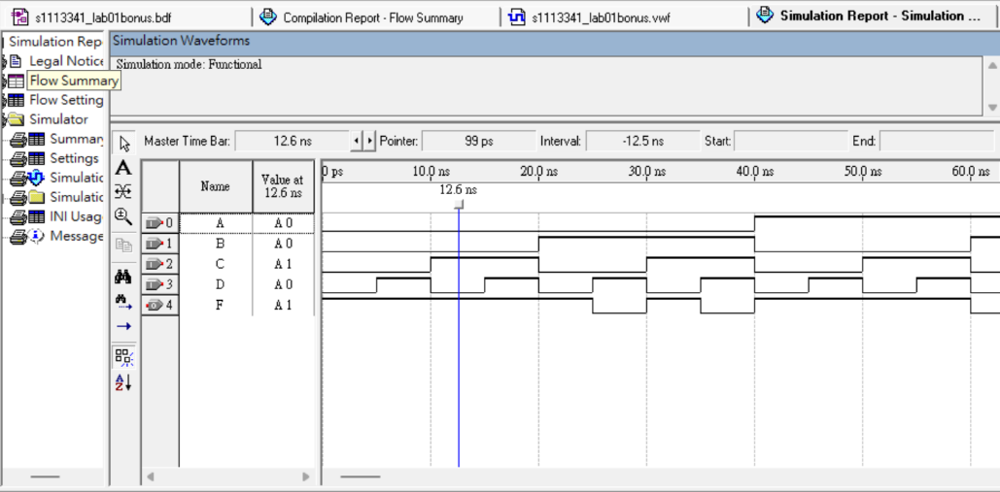 s1113341_lab01bonus.bdf
Compilation Report - Flow Summary
s1113341_lab01bonus.vwf
Simulation Report - Simulation ...
Simulation Rep
Legal Notice
Flow Summary
Flow Setting
Simulator
Summar
Settings
Simulatic
Simulatic
INI Usag
Message
Simulation Waveforms
Simulation mode: Functional
Master Time Bar: 12.6 ns Pointer: 99 ps Interval: -12.5 ns Start: End:
Name
Value at
12.6 ns
0 ps 10.0 ns 20.0 ns 30.0 ns 40.0 ns 50.0 ns 60.0 ns
12.6 ns
0 A A 0
1 B A 0
2 C A 1
3 D A 0
4 F A 1